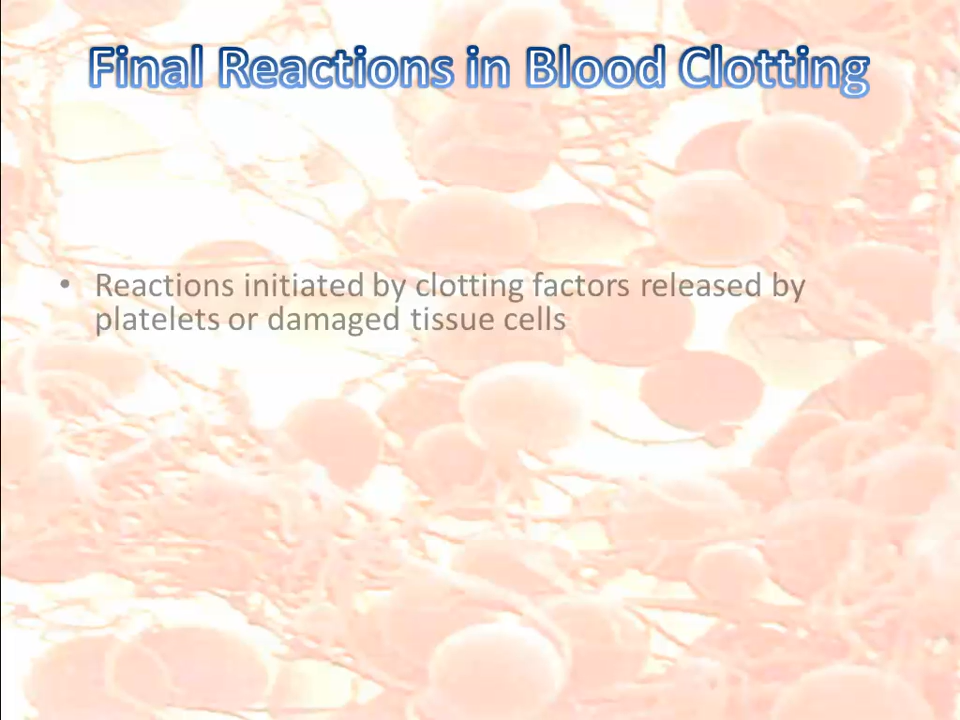 Final Reactions in Blood Clotting
• Reactions initiated by clotting factors released by
platelets or damaged tissue cells